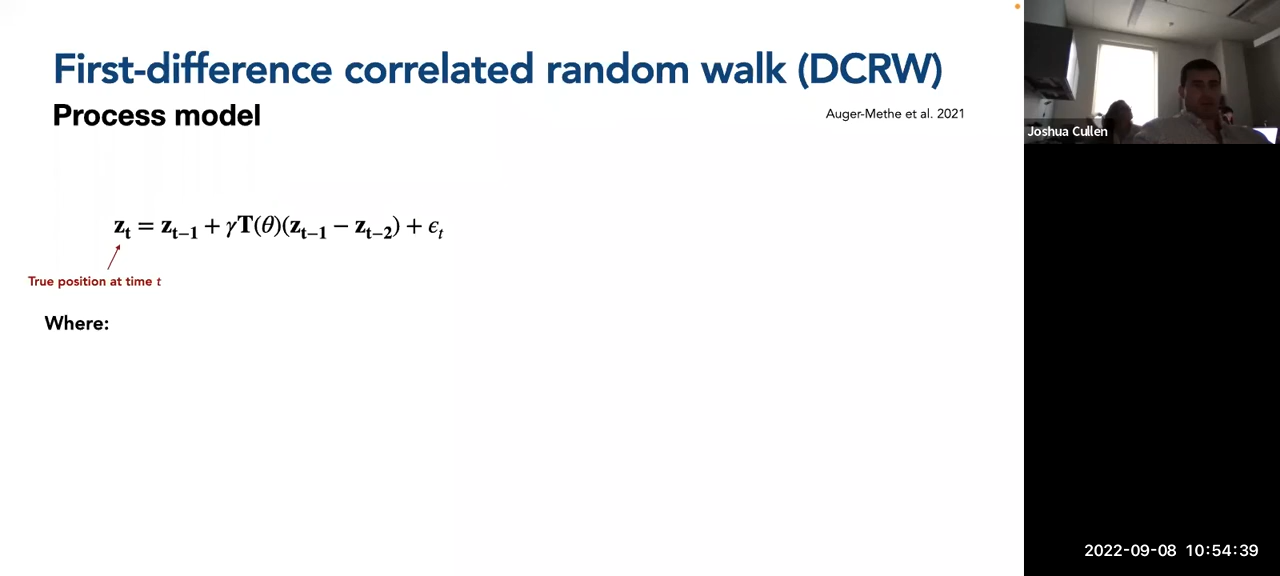 First-difference correlated random walk (DCRW)
Process model
Auger-Methe et al. 2021
𝐳ₜ = 𝐳ₜ₋₁ + γ𝐓(θ)(𝐳ₜ₋₁ − 𝐳ₜ₋₂) + ϵₜ
True position at time t
Where:
Joshua Cullen
2022-09-08 10:54:39